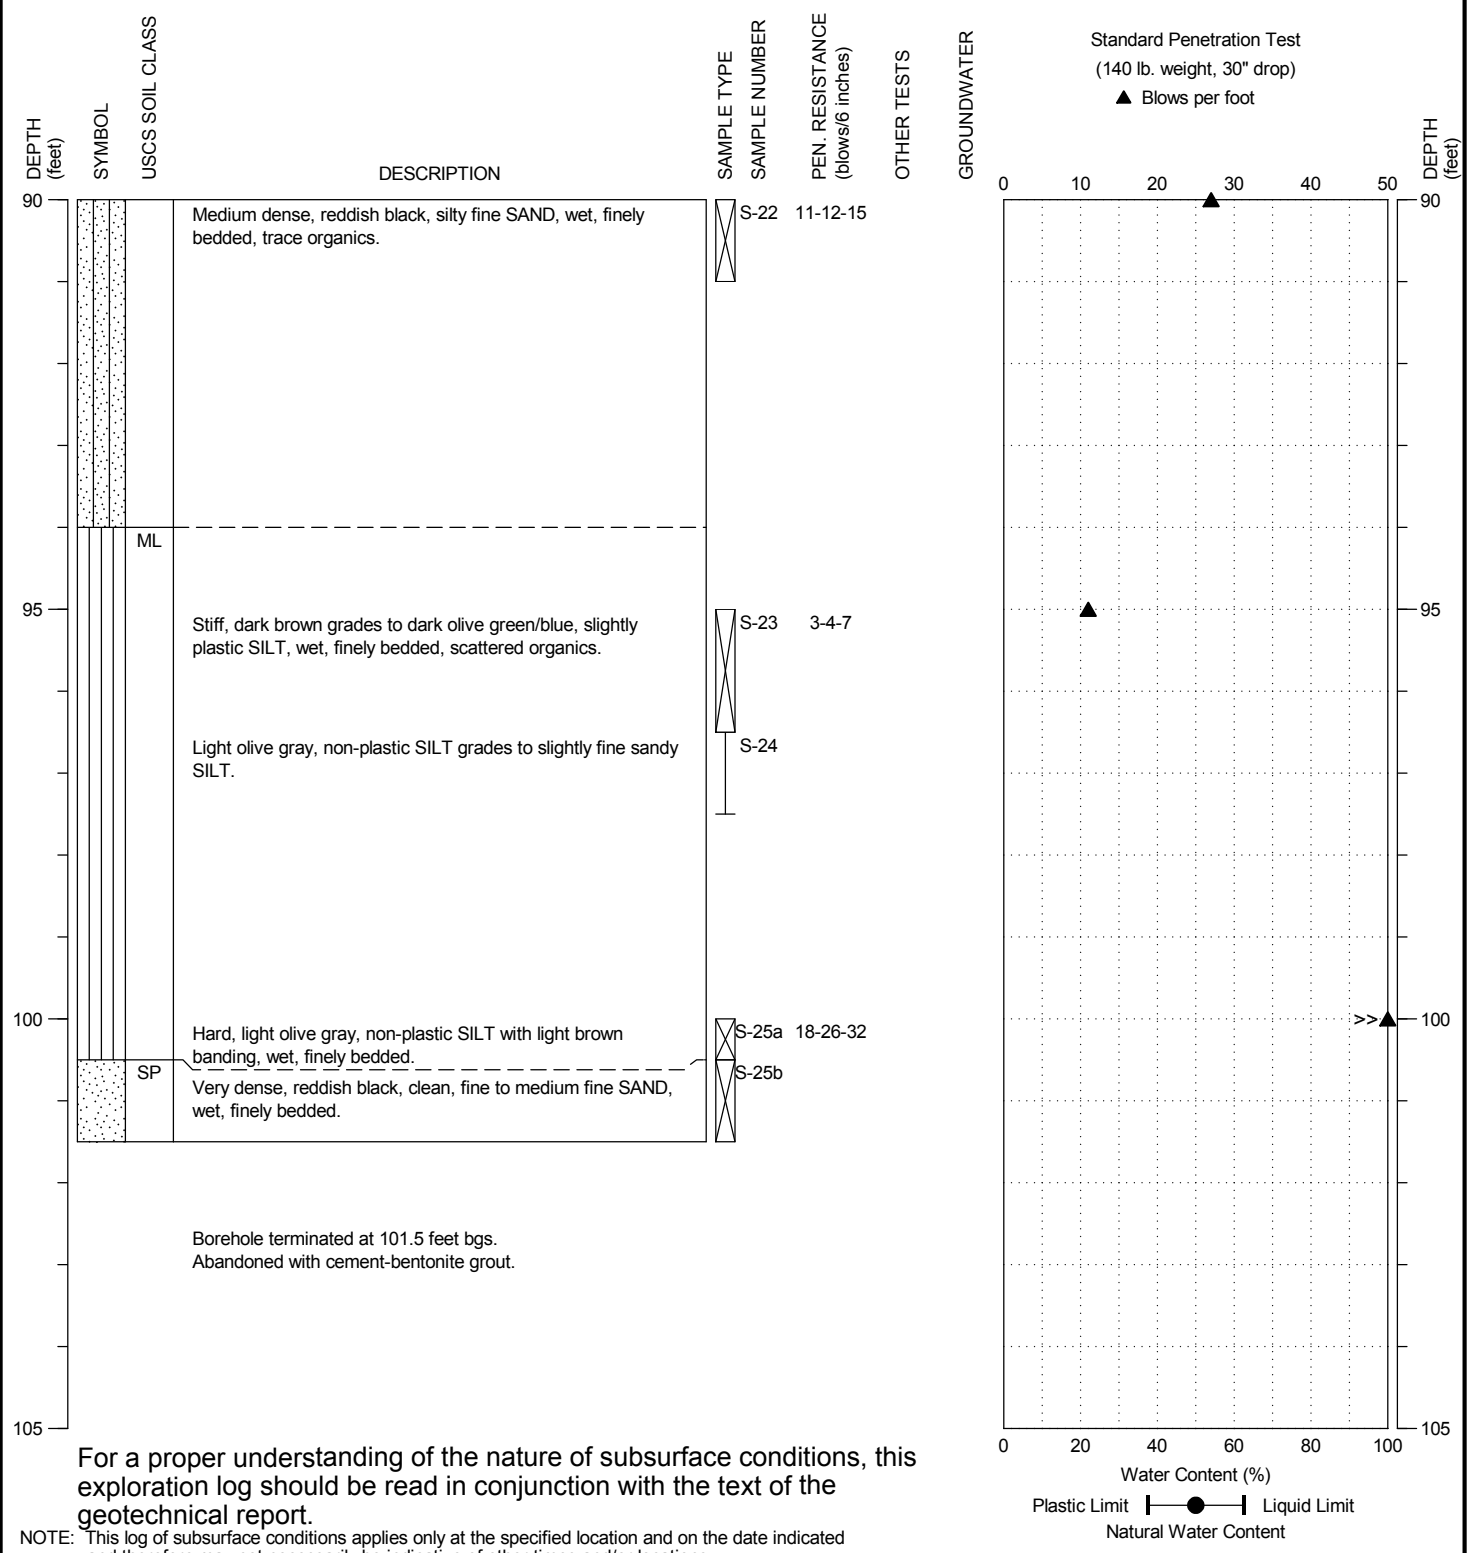 DEPTH
(feet)
SYMBOL
USCS SOIL CLASS
DESCRIPTION
SAMPLE TYPE
SAMPLE NUMBER
PEN. RESISTANCE
(blows/6 inches)
OTHER TESTS
GROUNDWATER
Standard Penetration Test
(140 lb. weight, 30" drop)
▲ Blows per foot
DEPTH
(feet)
0 10 20 30 40 50
90
Medium dense, reddish black, silty fine SAND, wet, finely
bedded, trace organics.
S-22 11-12-15
90
ML
95
Stiff, dark brown grades to dark olive green/blue, slightly
plastic SILT, wet, finely bedded, scattered organics.
S-23 3-4-7
95
Light olive gray, non-plastic SILT grades to slightly fine sandy
SILT.
S-24
100
Hard, light olive gray, non-plastic SILT with light brown
banding, wet, finely bedded.
S-25a 18-26-32
>>
100
SP
Very dense, reddish black, clean, fine to medium fine SAND,
wet, finely bedded.
S-25b
Borehole terminated at 101.5 feet bgs.
Abandoned with cement-bentonite grout.
105
105
0 20 40 60 80 100
Water Content (%)
Plastic Limit Liquid Limit
Natural Water Content
For a proper understanding of the nature of subsurface conditions, this
exploration log should be read in conjunction with the text of the
geotechnical report.
NOTE: This log of subsurface conditions applies only at the specified location and on the date indicated